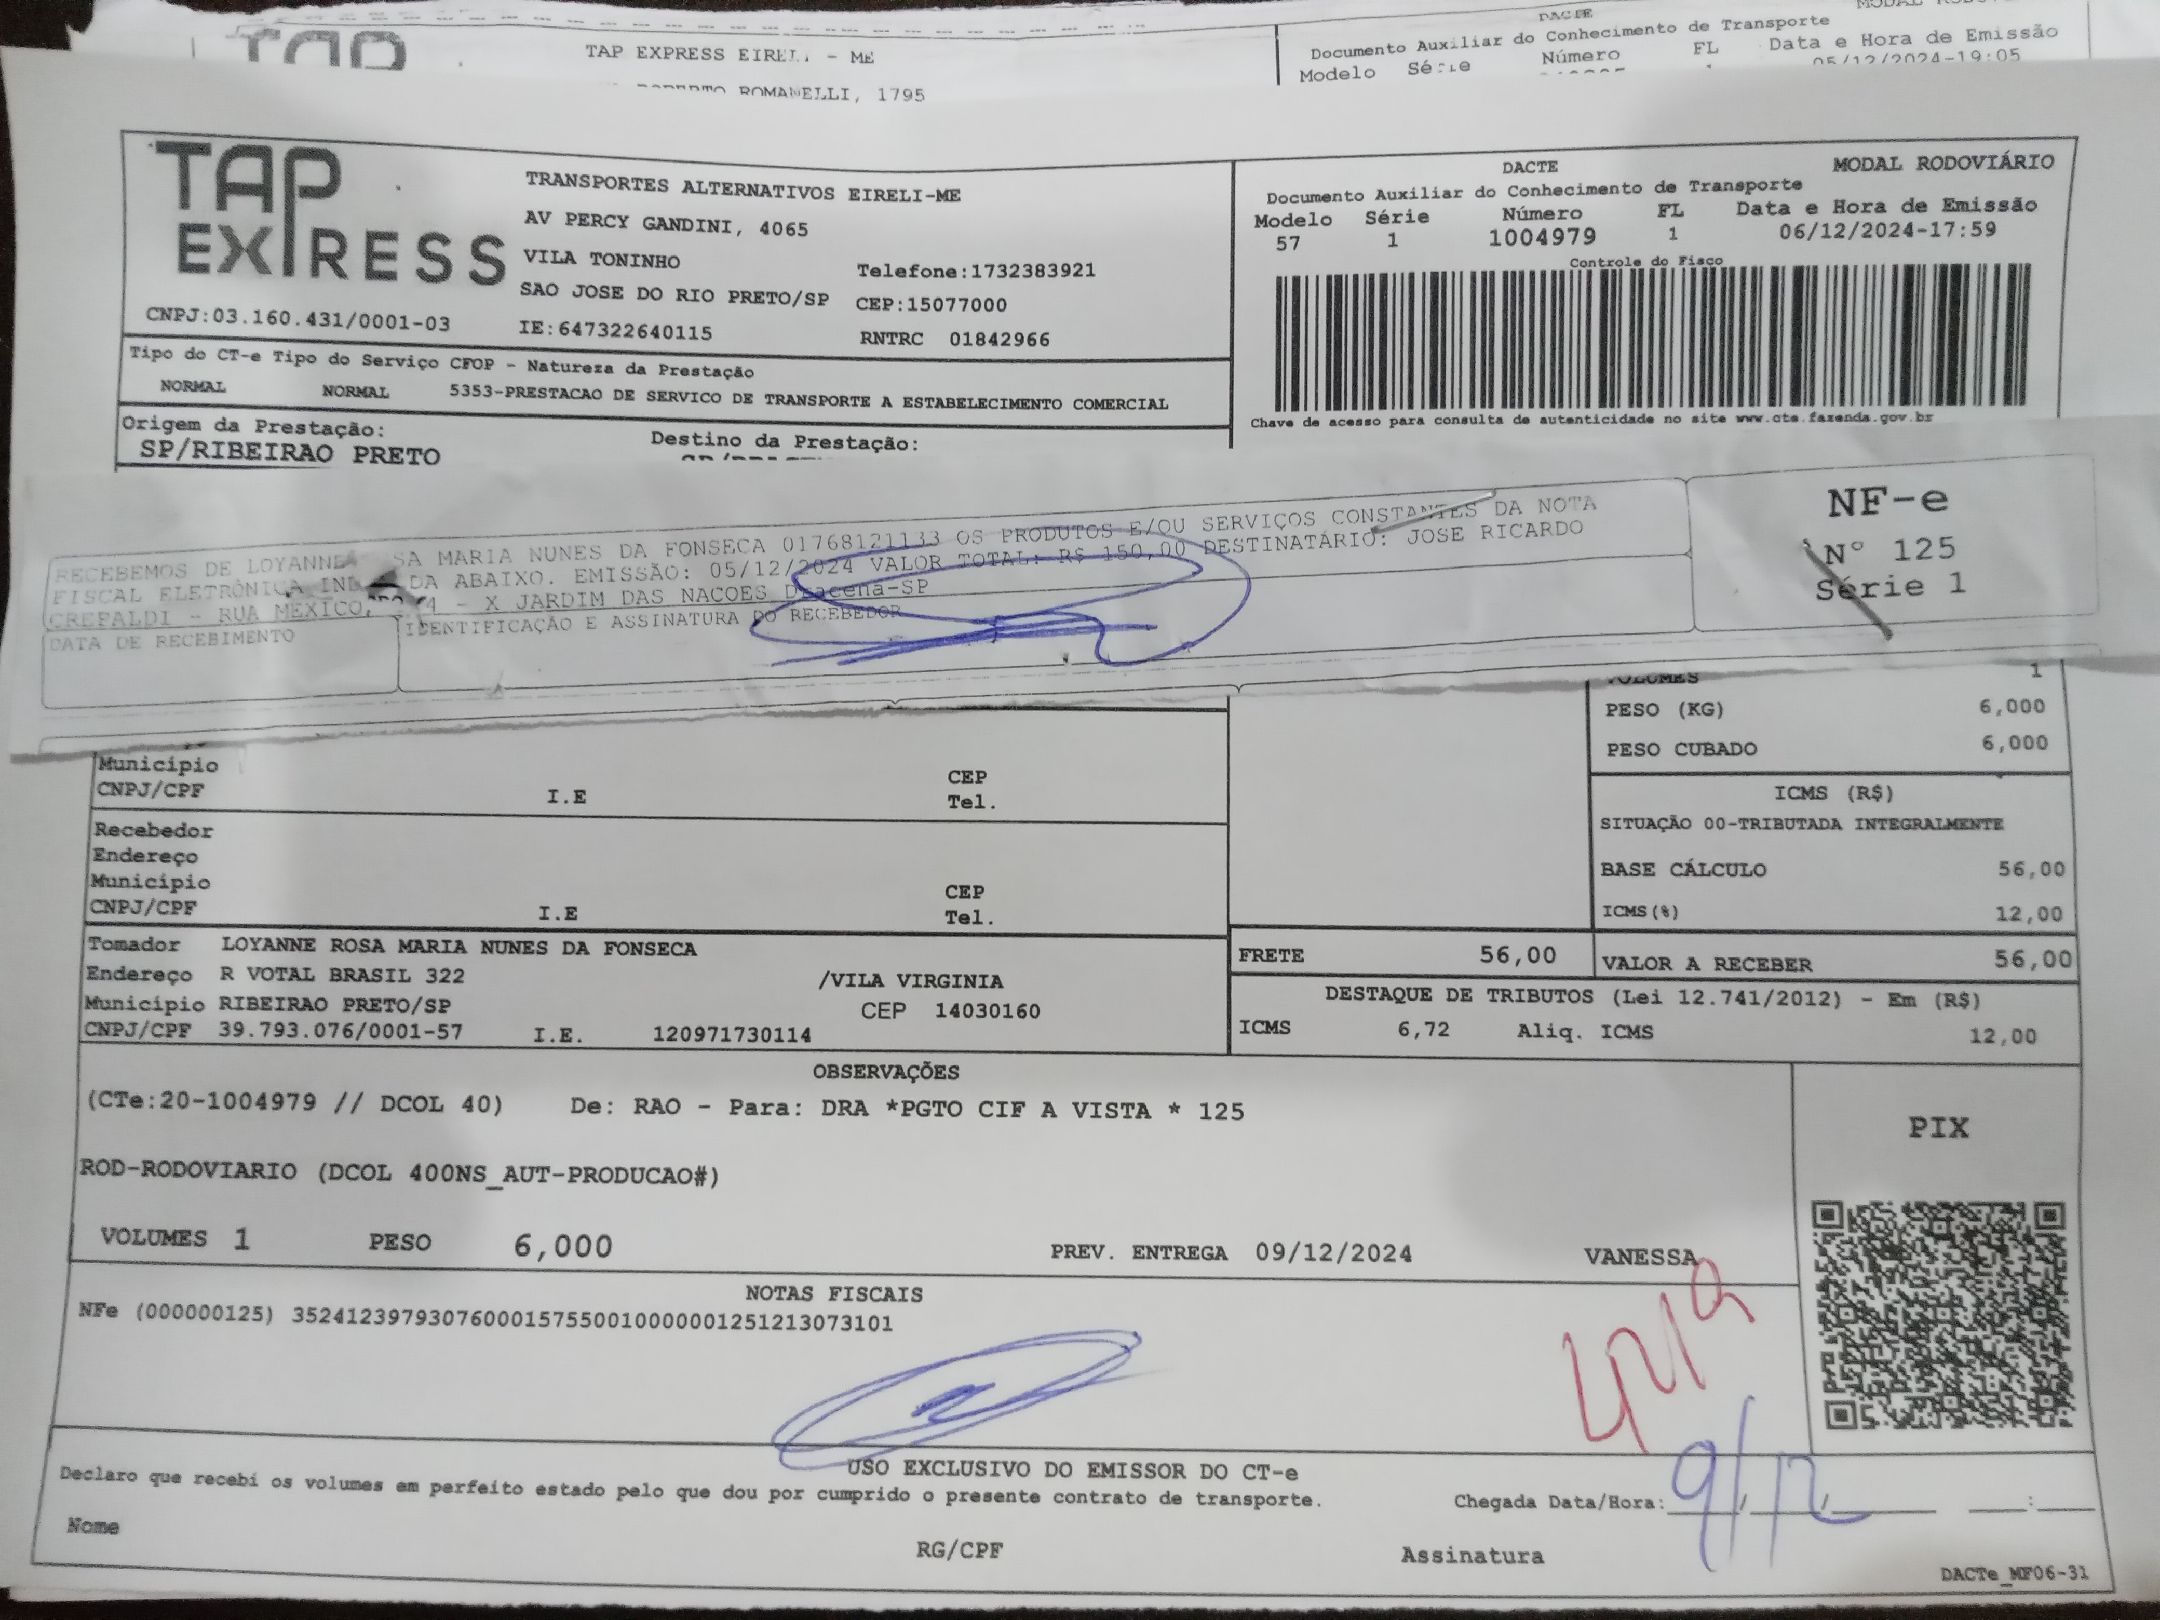 TAP EXPRESS EIRELI - ME
ROMANELLI, 1795
DACTE
Documento Auxiliar do Conhecimento de Transporte
Modelo Série Número FL Data e Hora de Emissão
05/12/2024-19:05
TAP EXPRESS
CNPJ:03.160.431/0001-03
TRANSPORTES ALTERNATIVOS EIRELI-ME
AV PERCY GANDINI, 4065
VILA TONINHO
Telefone:1732383921
SAO JOSE DO RIO PRETO/SP CEP:15077000
IE:647322640115 RNTRC 01842966
DACTE MODAL RODOVIÁRIO
Documento Auxiliar do Conhecimento de Transporte
Modelo Série Número FL Data e Hora de Emissão
57 1 1004979 1 06/12/2024-17:59
Controle do Fisco
Chave de acesso para consulta de autenticidade no site www.cte.fazenda.gov.br
Tipo do CT-e Tipo do Serviço CFOP - Natureza da Prestação
NORMAL NORMAL 5353-PRESTACAO DE SERVICO DE TRANSPORTE A ESTABELECIMENTO COMERCIAL
Origem da Prestação: Destino da Prestação:
SP/RIBEIRAO PRETO
RECEBEMOS DE LOYANNE SA MARIA NUNES DA FONSECA 01768121133 OS PRODUTOS E/OU SERVIÇOS CONSTANTES DA NOTA
FISCAL ELETRÔNICA IND DA ABAIXO. EMISSÃO: 05/12/2024 VALOR TOTAL: R$ 150,00 DESTINATÁRIO: JOSE RICARDO
CREPALDI - RUA MEXICO, - X JARDIM DAS NACOES Dracena-SP
DATA DE RECEBIMENTO IDENTIFICAÇÃO E ASSINATURA DO RECEBEDOR
NF-e
Nº 125
Série 1
VOLUMES 1
PESO (KG) 6,000
PESO CUBADO 6,000
Município CEP
CNPJ/CPF I.E Tel.
Recebedor
Endereço
Município CEP
CNPJ/CPF I.E Tel.
ICMS (R$)
SITUAÇÃO 00-TRIBUTADA INTEGRALMENTE
BASE CÁLCULO 56,00
ICMS(%) 12,00
Tomador LOYANNE ROSA MARIA NUNES DA FONSECA
Endereço R VOTAL BRASIL 322 /VILA VIRGINIA
Município RIBEIRAO PRETO/SP CEP 14030160
CNPJ/CPF 39.793.076/0001-57 I.E. 120971730114
FRETE 56,00 VALOR A RECEBER 56,00
DESTAQUE DE TRIBUTOS (Lei 12.741/2012) - Em (R$)
ICMS 6,72 Aliq. ICMS 12,00
OBSERVAÇÕES
(CTe:20-1004979 // DCOL 40) De: RAO - Para: DRA *PGTO CIF A VISTA * 125
ROD-RODOVIARIO (DCOL 400NS_AUT-PRODUCAO#)
PIX
VOLUMES 1 PESO 6,000 PREV. ENTREGA 09/12/2024 VANESSA
NOTAS FISCAIS
NFe (000000125) 35241239793076000157550010000001251213073101
USO EXCLUSIVO DO EMISSOR DO CT-e
Declaro que recebi os volumes em perfeito estado pelo que dou por cumprido o presente contrato de transporte.
Chegada Data/Hora: 9/12
Nome RG/CPF Assinatura
DACTe_MF06-31